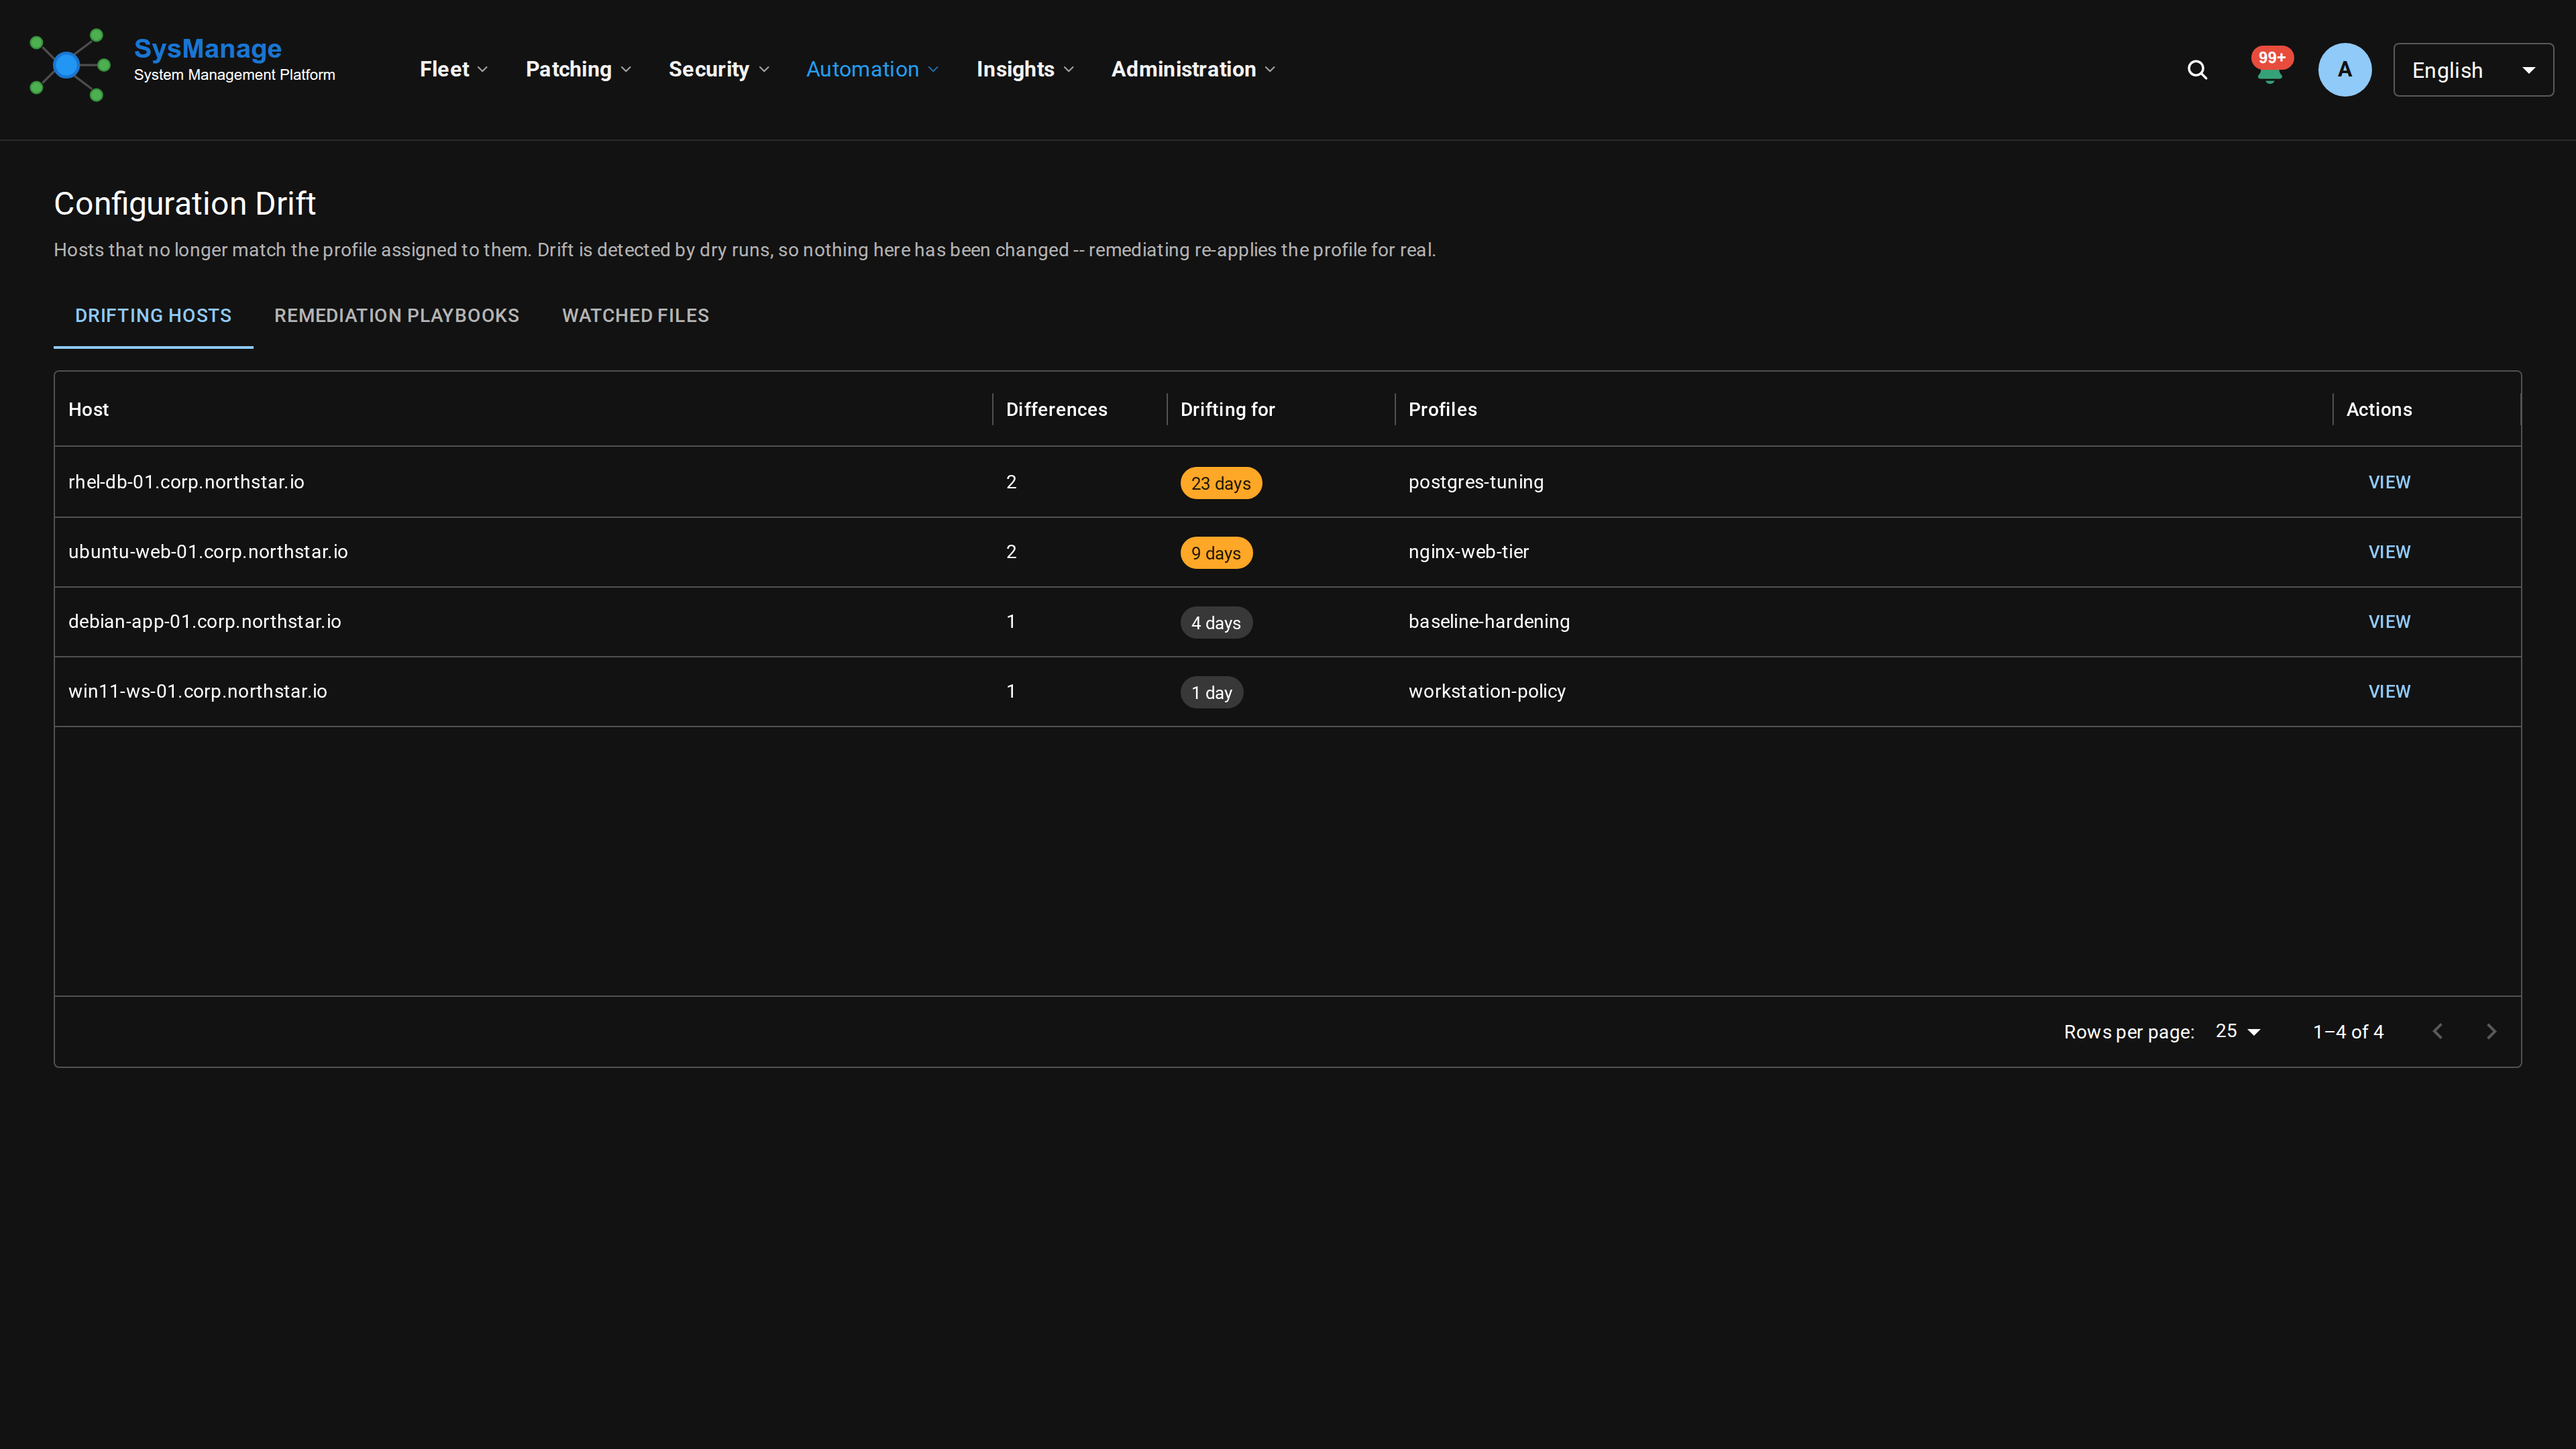 SysManage
System Management Platform
Fleet
Patching
Security
Automation
Insights
Administration
99+
A
English
Configuration Drift
Hosts that no longer match the profile assigned to them. Drift is detected by dry runs, so nothing here has been changed -- remediating re-applies the profile for real.
DRIFTING HOSTS
REMEDIATION PLAYBOOKS
WATCHED FILES
Host Differences Drifting for Profiles Actions
rhel-db-01.corp.northstar.io 2 23 days postgres-tuning VIEW
ubuntu-web-01.corp.northstar.io 2 9 days nginx-web-tier VIEW
debian-app-01.corp.northstar.io 1 4 days baseline-hardening VIEW
win11-ws-01.corp.northstar.io 1 1 day workstation-policy VIEW
Rows per page: 25 1–4 of 4